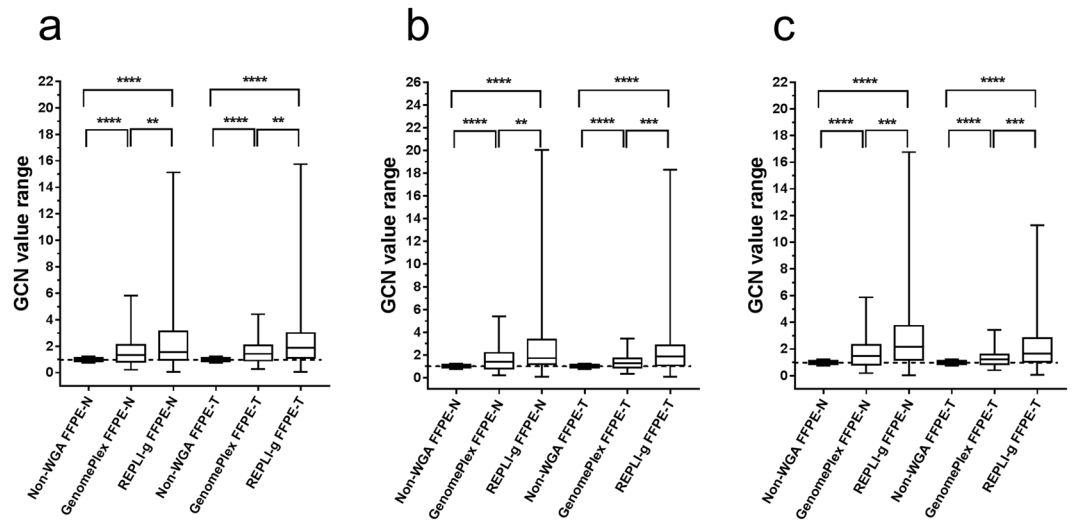 a
GCN value range
22
20
18
16
14
12
10
8
6
4
2
0
**** ****
**** ** **** **
Non-WGA FFPE-N
GenomePlex FFPE-N
REPLI-g FFPE-N
Non-WGA FFPE-T
GenomePlex FFPE-T
REPLI-g FFPE-T
b
GCN value range
26
24
22
20
18
16
14
12
10
8
6
4
2
0
**** ****
**** ** **** ***
Non-WGA FFPE-N
GenomePlex FFPE-N
REPLI-g FFPE-N
Non-WGA FFPE-T
GenomePlex FFPE-T
REPLI-g FFPE-T
c
GCN value range
22
20
18
16
14
12
10
8
6
4
2
0
**** ****
**** *** **** ***
Non-WGA FFPE-N
GenomePlex FFPE-N
REPLI-g FFPE-N
Non-WGA FFPE-T
GenomePlex FFPE-T
REPLI-g FFPE-T